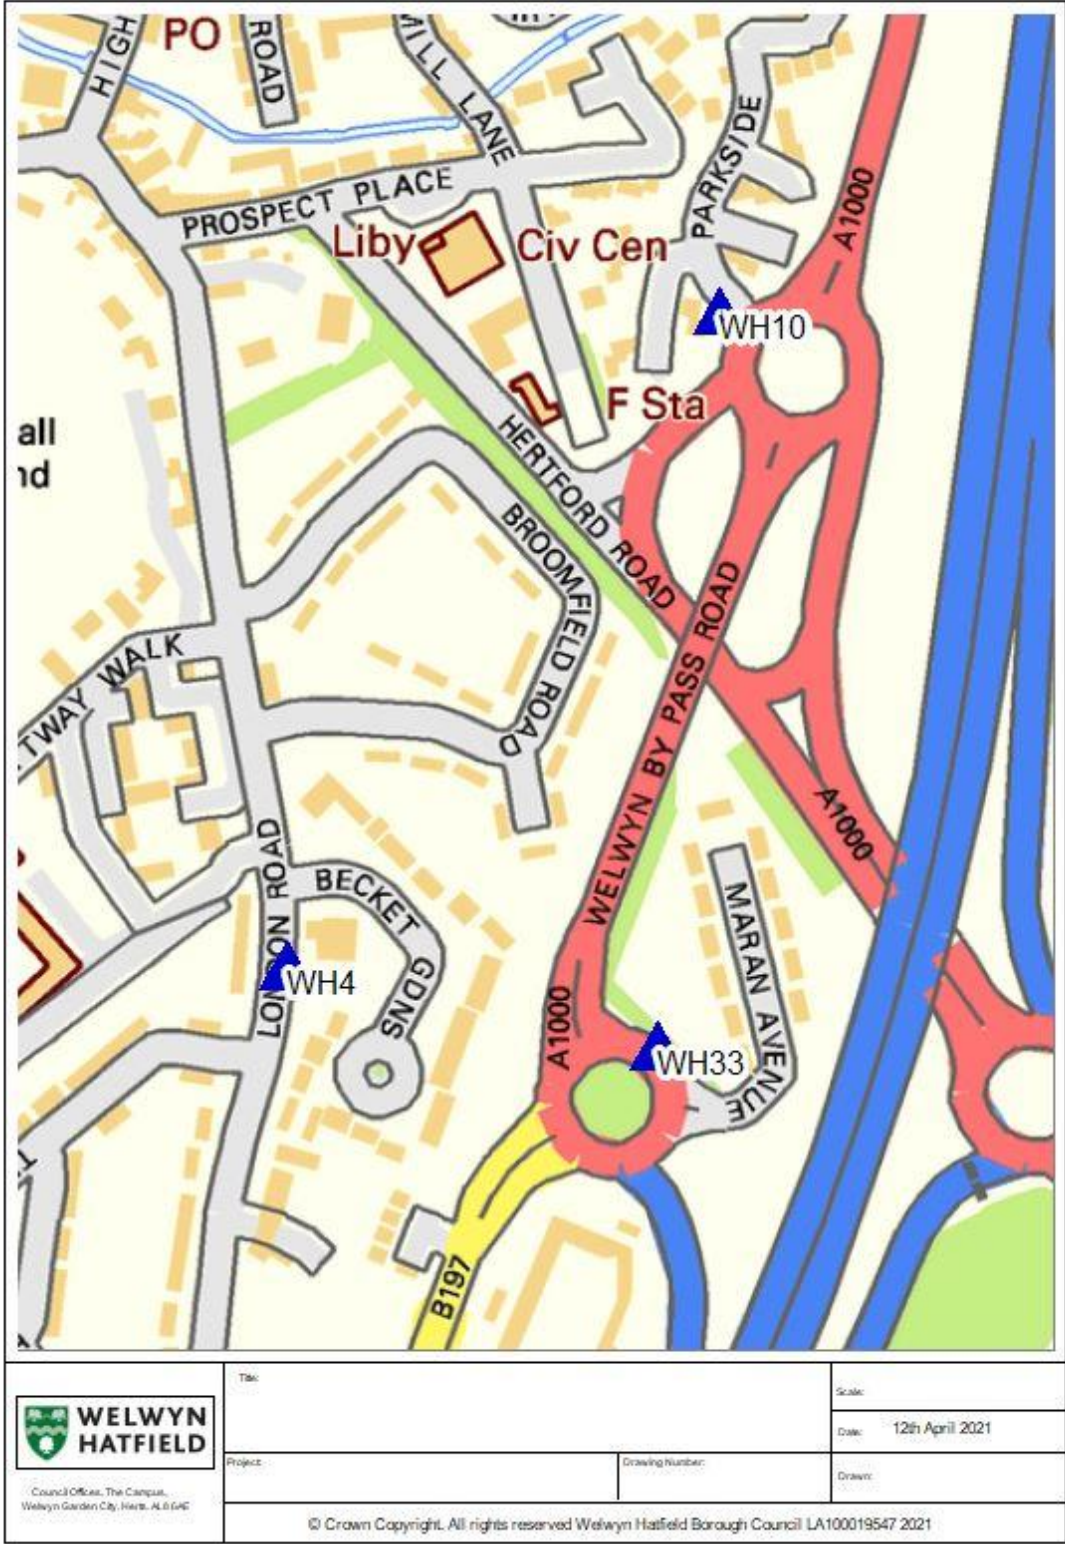 HIGH
PO
ROAD
MILL LANE
PARKSIDE
PROSPECT PLACE
A1000
Liby
Civ Cen
WH10
F Sta
all
nd
HERTFORD ROAD
BROOMFIELD ROAD
WELWYN BY PASS ROAD
TWAY WALK
A1000
LONDON ROAD
BECKET GDNS
MARAN AVENUE
WH4
A1000
WH33
B197
WELWYN
HATFIELD
Council Offices, The Campus,
Welwyn Garden City, Herts, AL8 6AE
Title:
Scale:
Date: 12th April 2021
Project:
Drawing Number:
Drawn:
© Crown Copyright. All rights reserved Welwyn Hatfield Borough Council LA100019547 2021